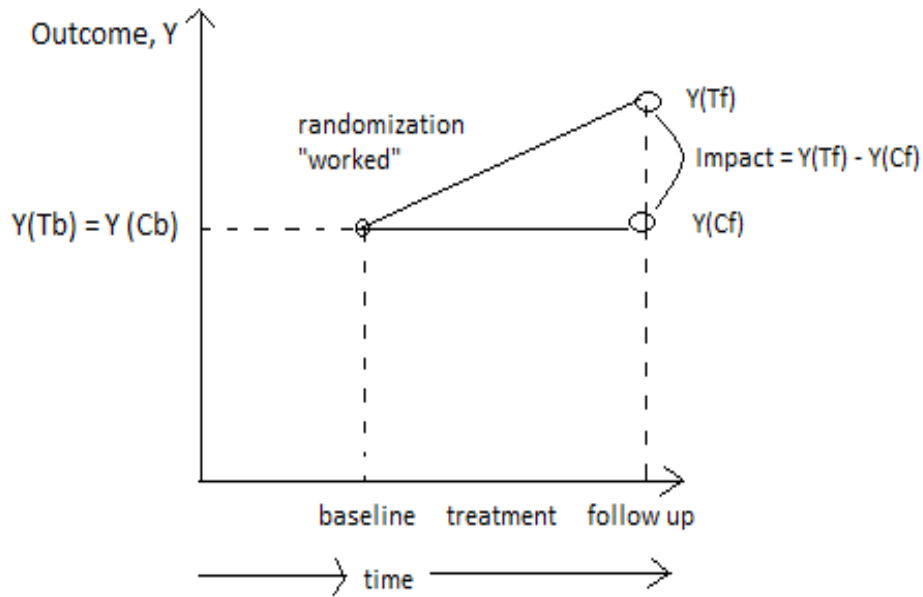 Outcome, Y
Y(Tf)
randomization
"worked"
Impact = Y(Tf) - Y(Cf)
Y(Tb) = Y (Cb)
Y(Cf)
baseline treatment follow up
time